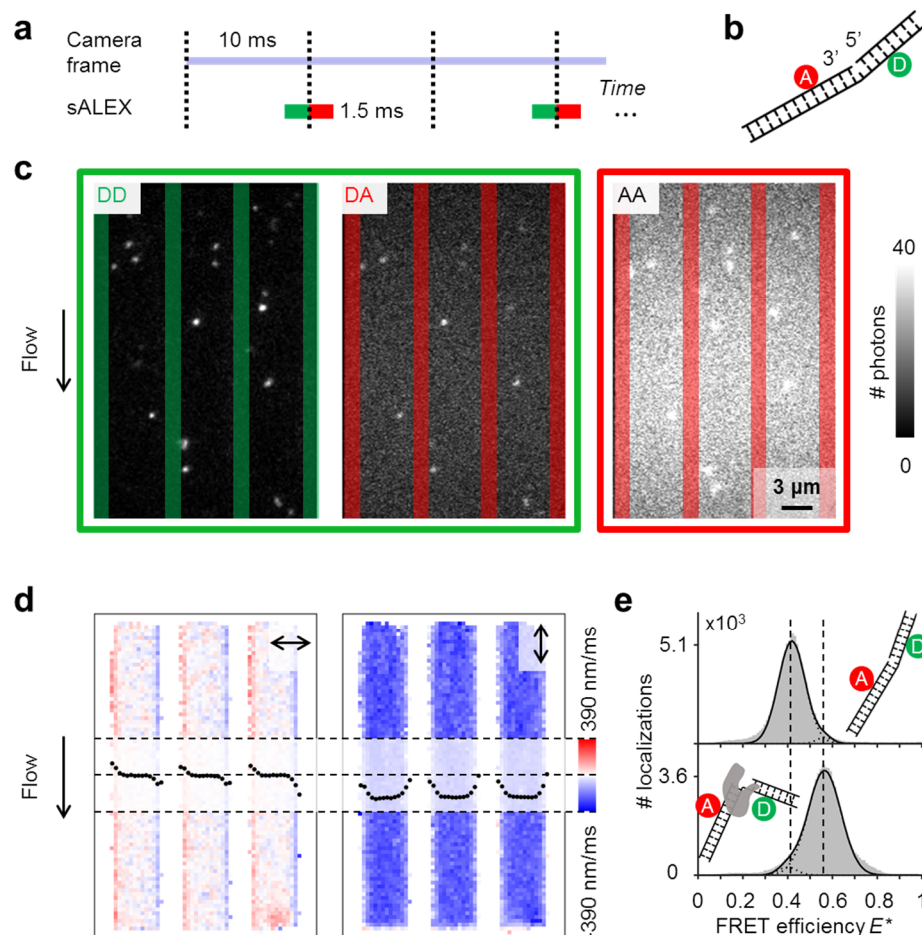 a
Camera
frame
10 ms
sALEX
1.5 ms
Time
...
b
3’
5’
A
D
c
DD
DA
AA
Flow
3 µm
40
# photons
0
d
Flow
390 nm/ms
-390 nm/ms
e
x10³
5.1
A
D
# localizations
3.6
A
D
0
0 0.2 0.4 0.6 0.8 1
FRET efficiency E*